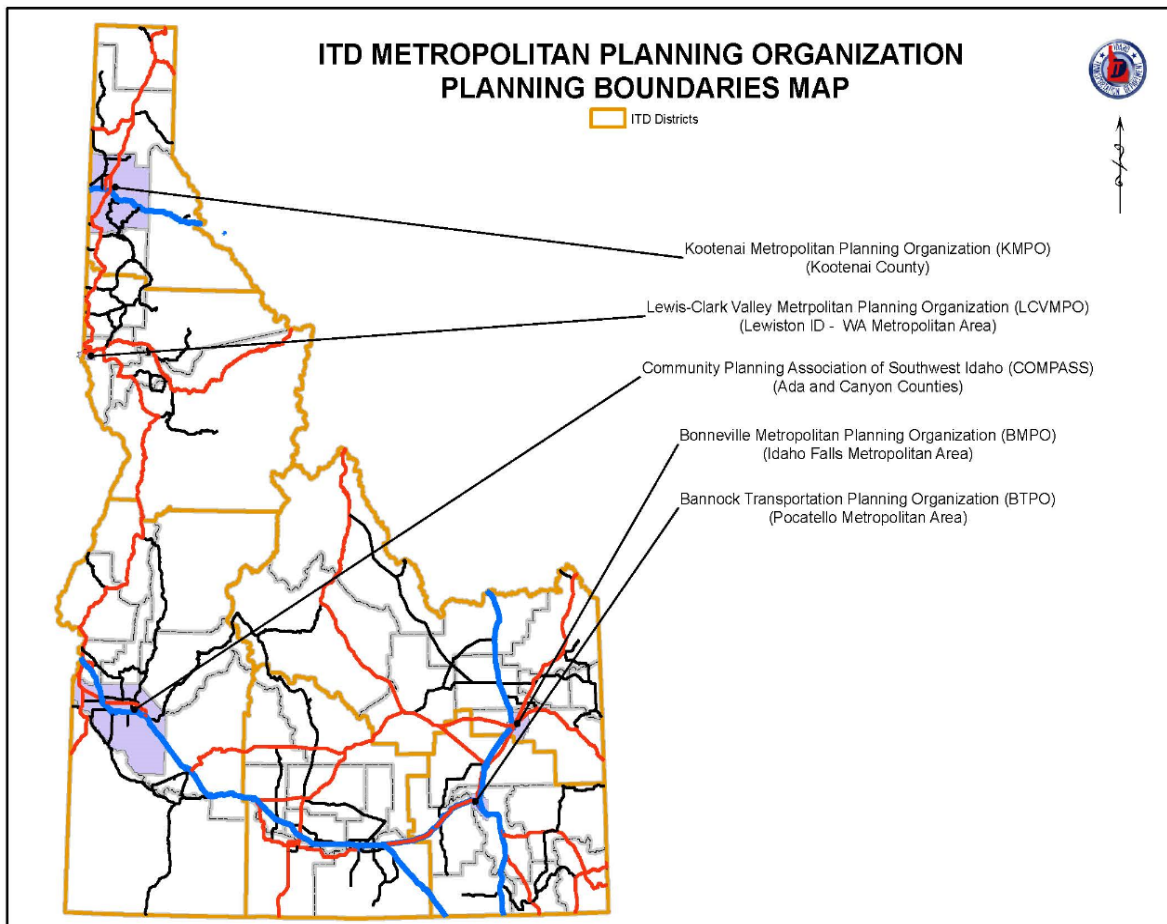 ITD METROPOLITAN PLANNING ORGANIZATION
PLANNING BOUNDARIES MAP
ITD Districts
Kootenai Metropolitan Planning Organization (KMPO)
(Kootenai County)
Lewis-Clark Valley Metrpolitan Planning Organization (LCVMPO)
(Lewiston ID - WA Metropolitan Area)
Community Planning Association of Southwest Idaho (COMPASS)
(Ada and Canyon Counties)
Bonneville Metropolitan Planning Organization (BMPO)
(Idaho Falls Metropolitan Area)
Bannock Transportation Planning Organization (BTPO)
(Pocatello Metropolitan Area)